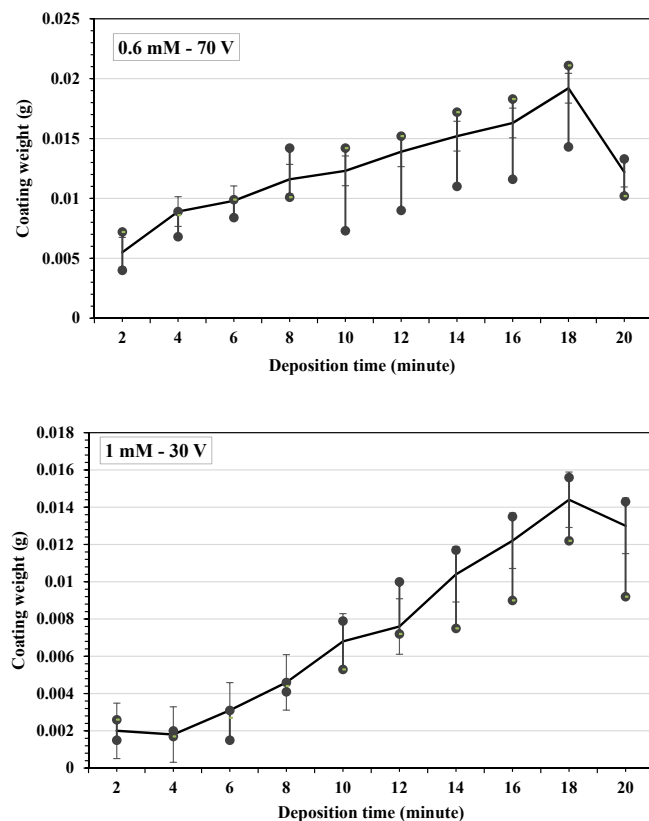 0.6 mM - 70 V
Coating weight (g)
0.025
0.02
0.015
0.01
0.005
0
2 4 6 8 10 12 14 16 18 20
Deposition time (minute)
1 mM - 30 V
Coating weight (g)
0.018
0.016
0.014
0.012
0.01
0.008
0.006
0.004
0.002
0
2 4 6 8 10 12 14 16 18 20
Deposition time (minute)